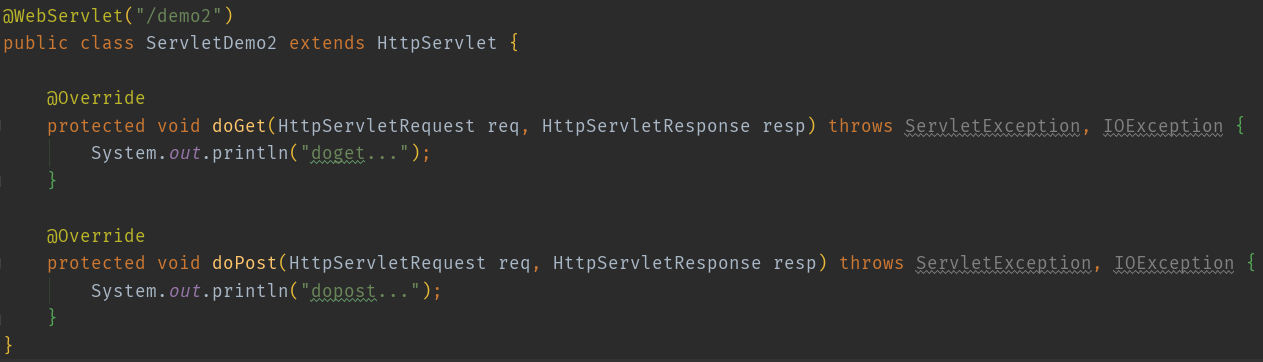 @WebServlet("/demo2")
public class ServletDemo2 extends HttpServlet {
@Override
protected void doGet(HttpServletRequest req, HttpServletResponse resp) throws ServletException, IOException {
System.out.println("doget...");
}
@Override
protected void doPost(HttpServletRequest req, HttpServletResponse resp) throws ServletException, IOException {
System.out.println("dopost...");
}
}